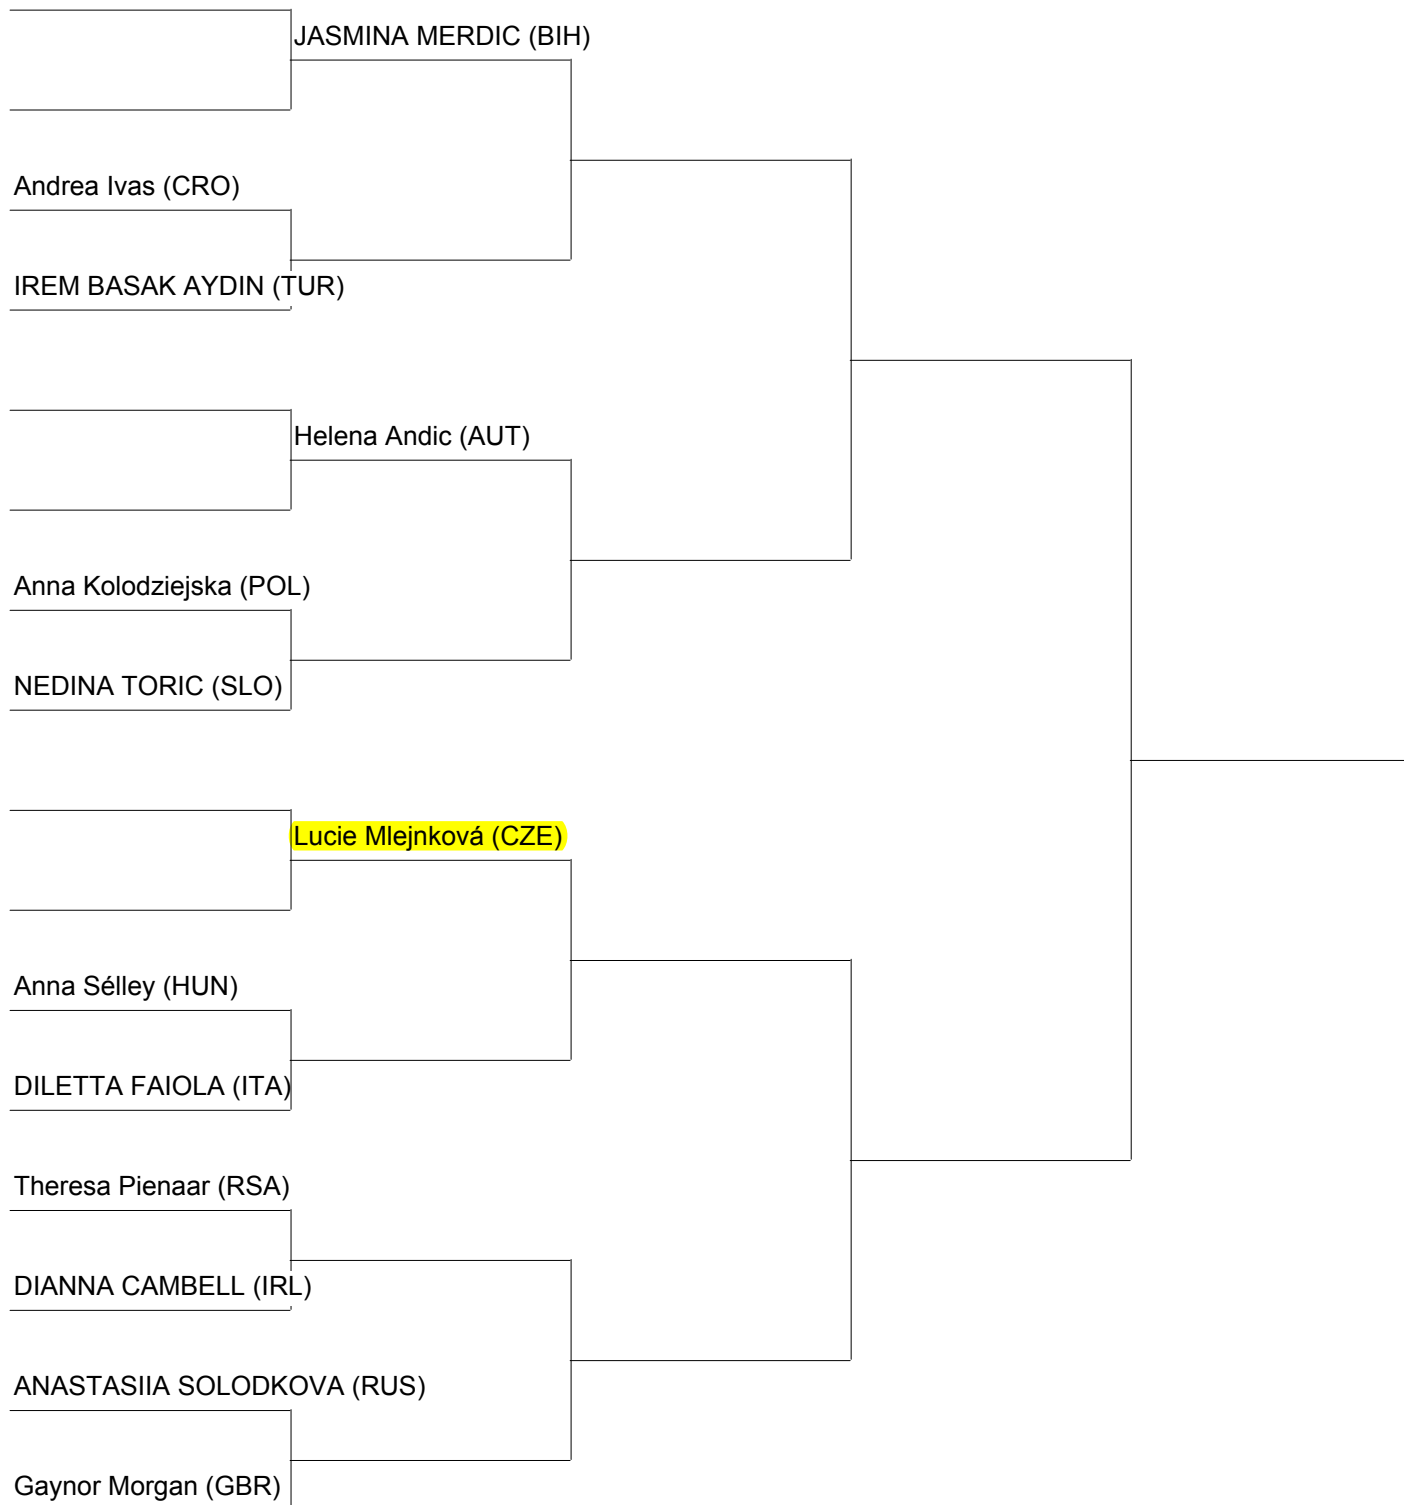 JASMINA MERDIC (BIH)
Andrea Ivas (CRO)
IREM BASAK AYDIN (TUR)
Helena Andic (AUT)
Anna Kolodziejska (POL)
NEDINA TORIC (SLO)
Lucie Mlejnková (CZE)
Anna Sélley (HUN)
DILETTA FAIOLA (ITA)
Theresa Pienaar (RSA)
DIANNA CAMBELL (IRL)
ANASTASIIA SOLODKOVA (RUS)
Gaynor Morgan (GBR)